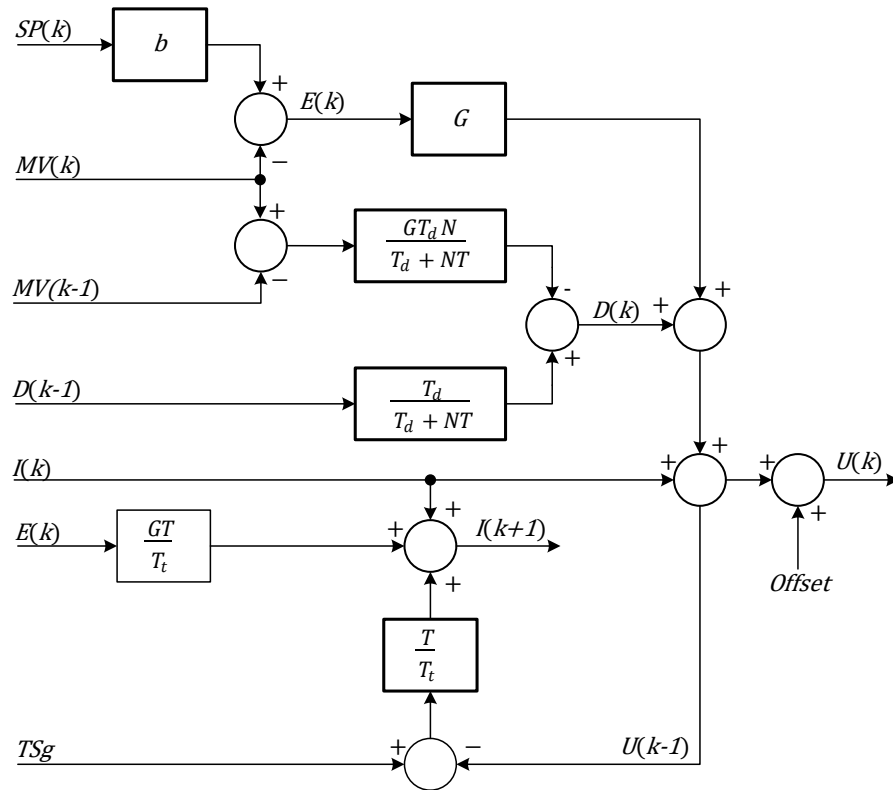 SP(k)
b
+
E(k)
G
MV(k)
−
+
GT_d N
T_d + NT
−
MV(k-1)
-
D(k)
+
+
+
D(k-1)
T_d
T_d + NT
I(k)
+
+
+
U(k)
+
E(k)
GT
T_t
+
+
I(k+1)
+
Offset
T
T_t
TSg
+
−
U(k-1)